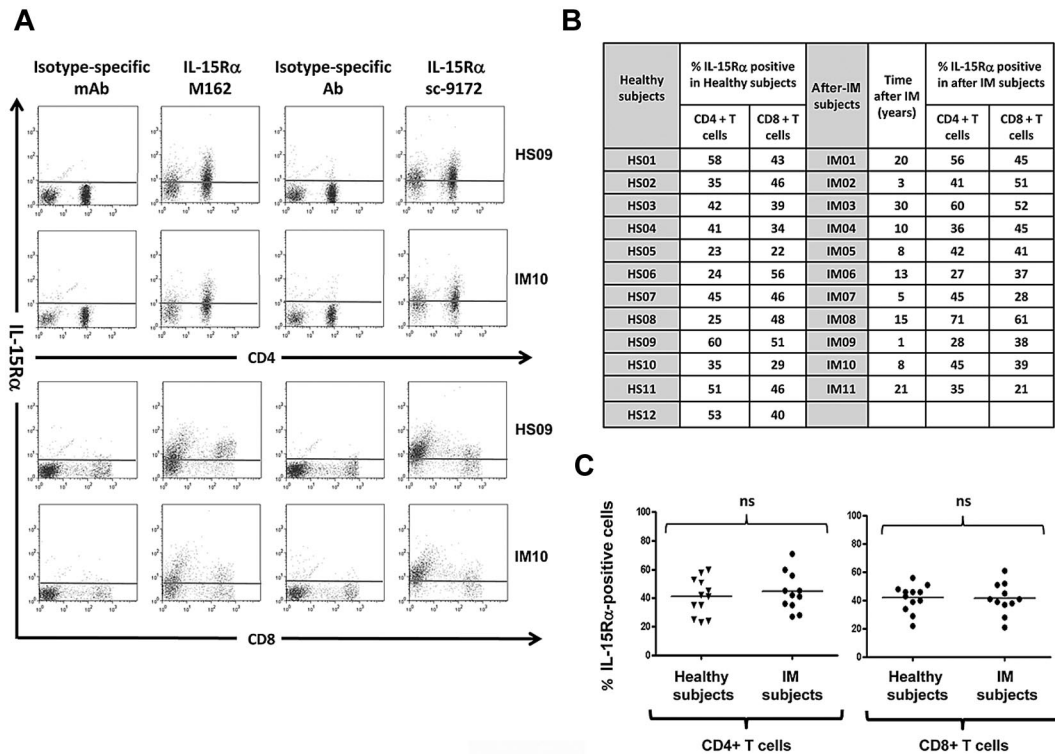 A
Isotype-specific mAb
IL-15Rα M162
Isotype-specific Ab
IL-15Rα sc-9172
HS09
IM10
CD4
IL-15Rα
HS09
IM10
CD8
B
Healthy subjects
% IL-15Rα positive in Healthy subjects
After-IM subjects
Time after IM (years)
% IL-15Rα positive in after IM subjects
CD4 + T cells
CD8 + T cells
CD4 + T cells
CD8 + T cells
HS01 58 43 IM01 20 56 45
HS02 35 46 IM02 3 41 51
HS03 42 39 IM03 30 60 52
HS04 41 34 IM04 10 36 45
HS05 23 22 IM05 8 42 41
HS06 24 56 IM06 13 27 37
HS07 45 46 IM07 5 45 28
HS08 25 48 IM08 15 71 61
HS09 60 51 IM09 1 28 38
HS10 35 29 IM10 8 45 39
HS11 51 46 IM11 21 35 21
HS12 53 40
C
% IL-15Rα-positive cells
ns
100
80
60
40
20
0
Healthy subjects
IM subjects
CD4+ T cells
ns
100
80
60
40
20
0
Healthy subjects
IM subjects
CD8+ T cells